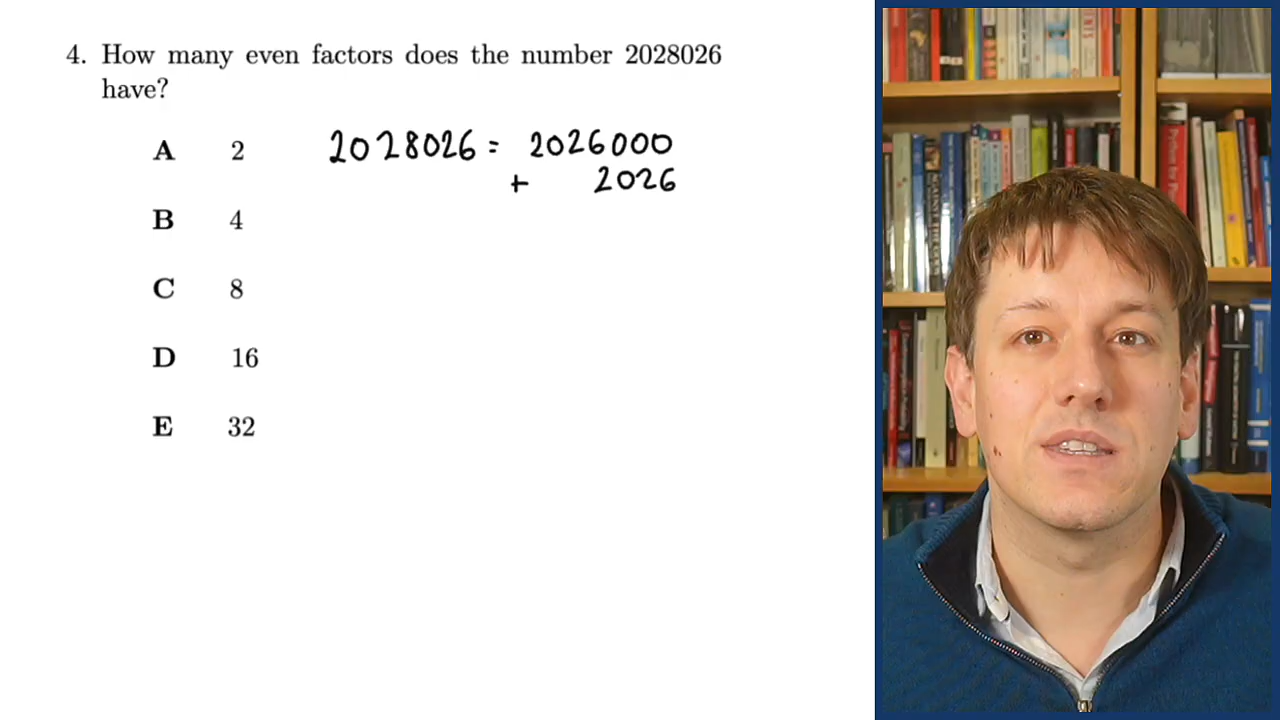 4. How many even factors does the number 2028026
have?
A 2
B 4
C 8
D 16
E 32
2028026 = 2026000
+ 2026